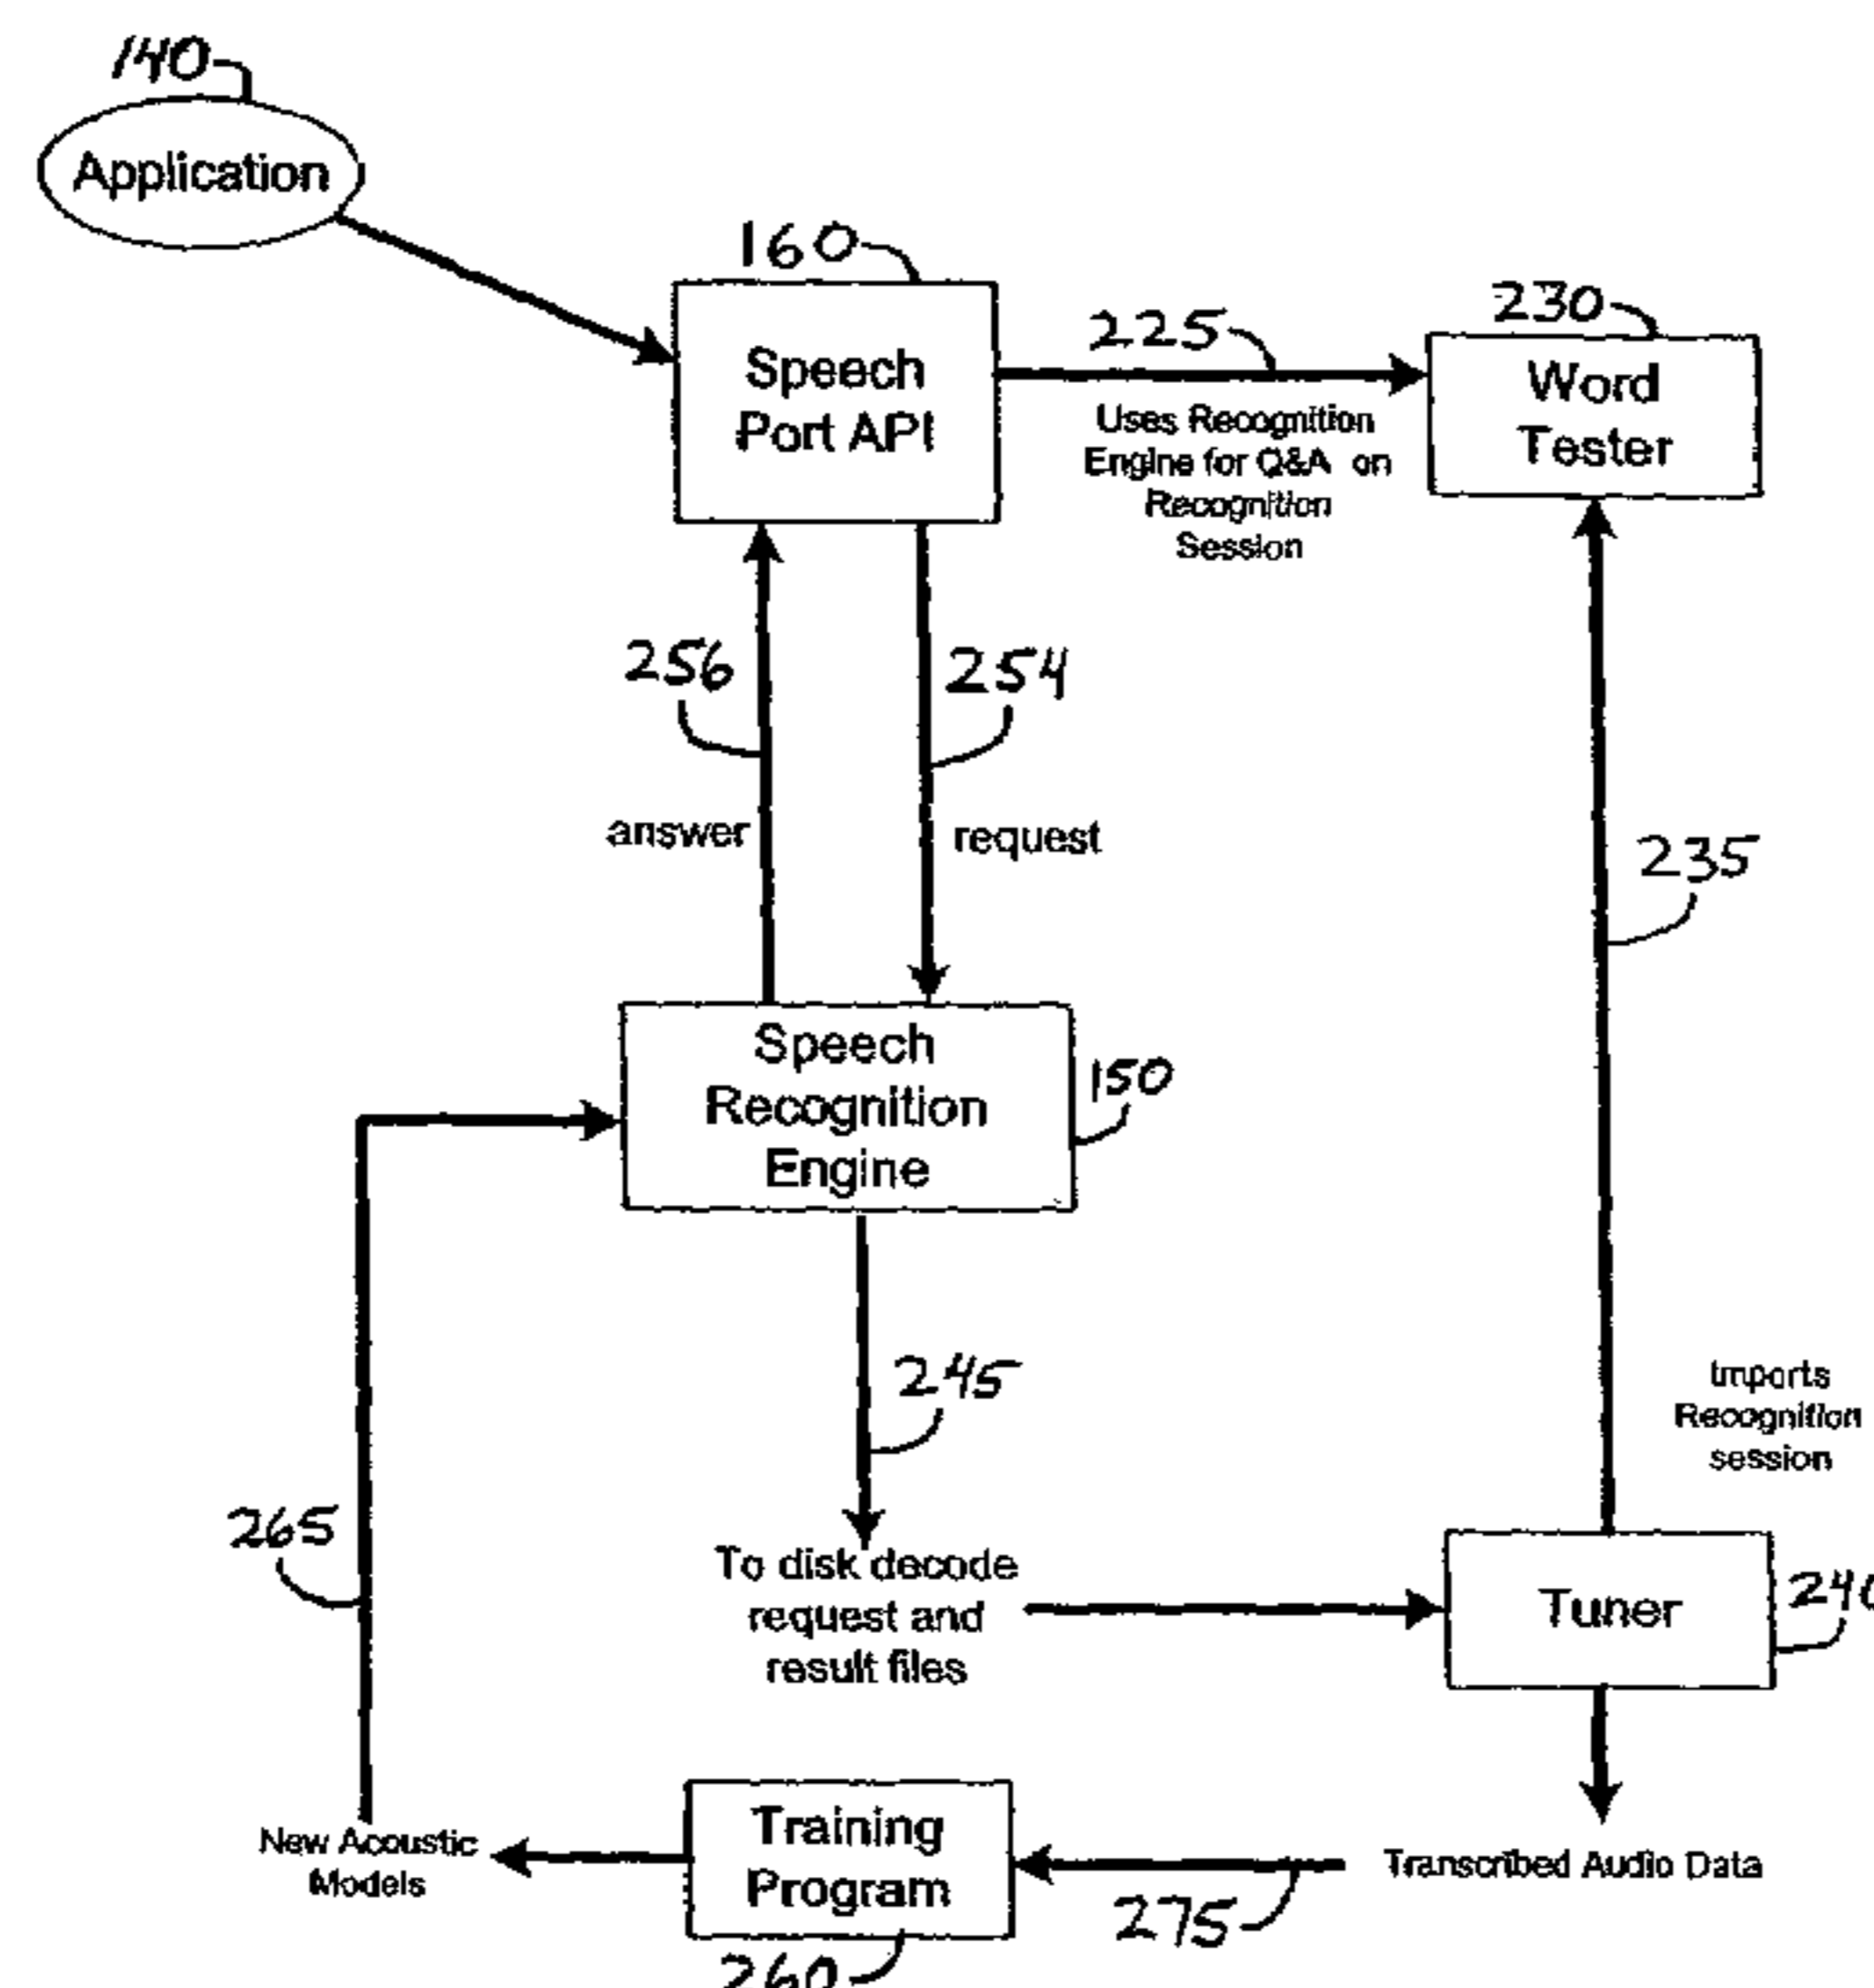 140
Application
160
Speech
Port API
225
Uses Recognition
Engine for Q&A on
Recognition
Session
230
Word
Tester
256
254
answer
request
235
Speech
Recognition
Engine
150
245
Imports
Recognition
session
265
To disk decode
request and
result files
Tuner
240
New Acoustic
Models
Training
Program
260
275
Transcribed Audio Data